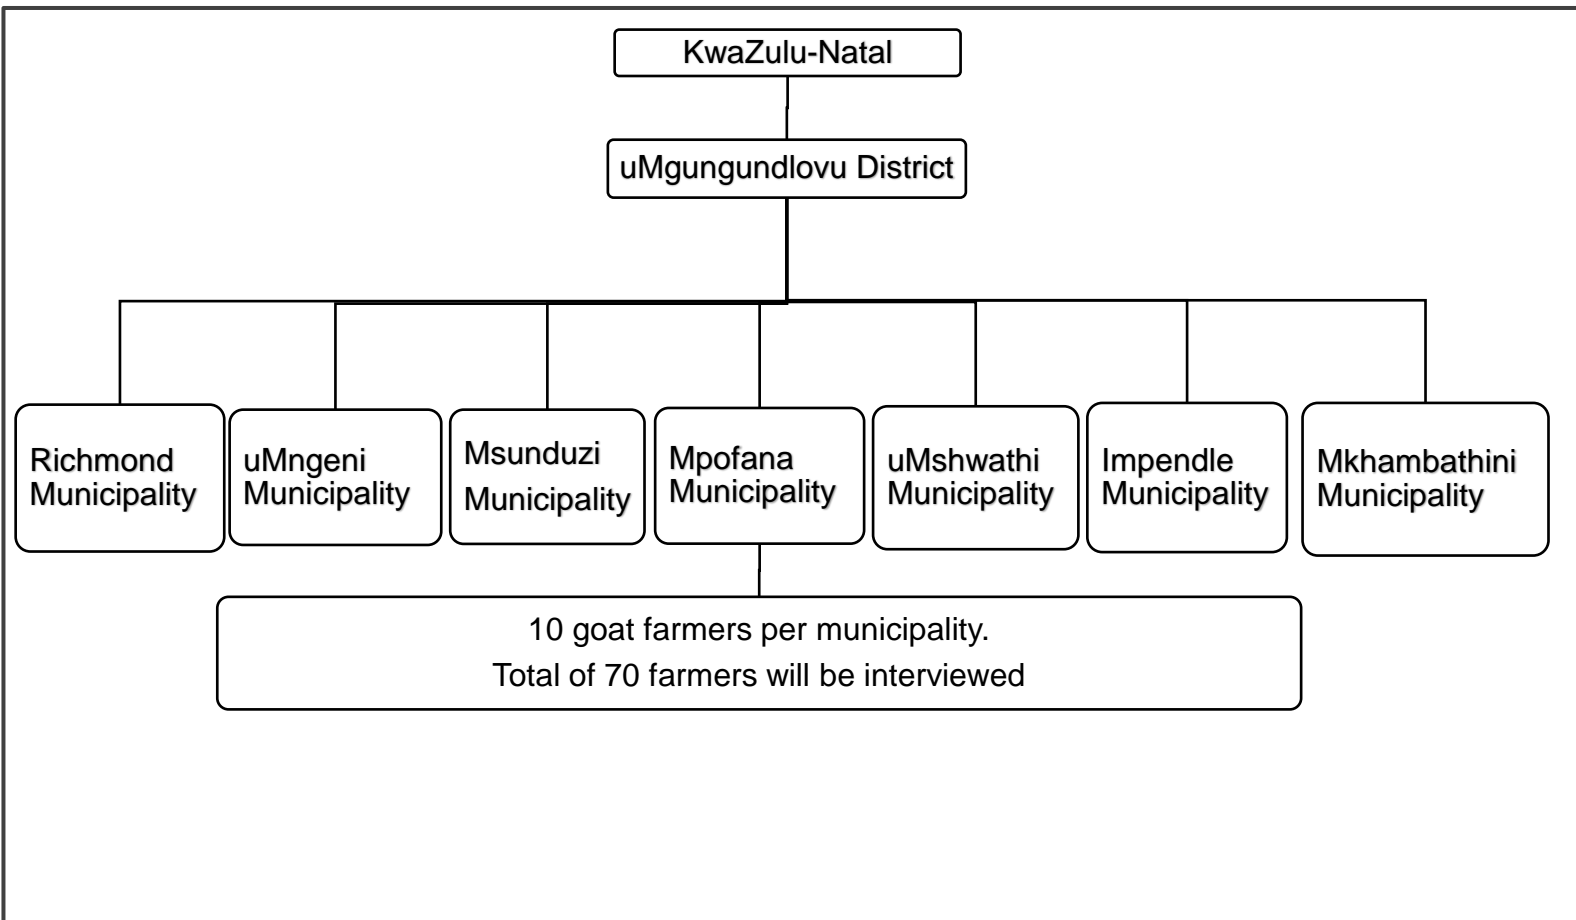 KwaZulu-Natal
uMgungundlovu District
Richmond
Municipality
uMngeni
Municipality
Msunduzi
Municipality
Mpofana
Municipality
uMshwathi
Municipality
Impendle
Municipality
Mkhambathini
Municipality
10 goat farmers per municipality.
Total of 70 farmers will be interviewed